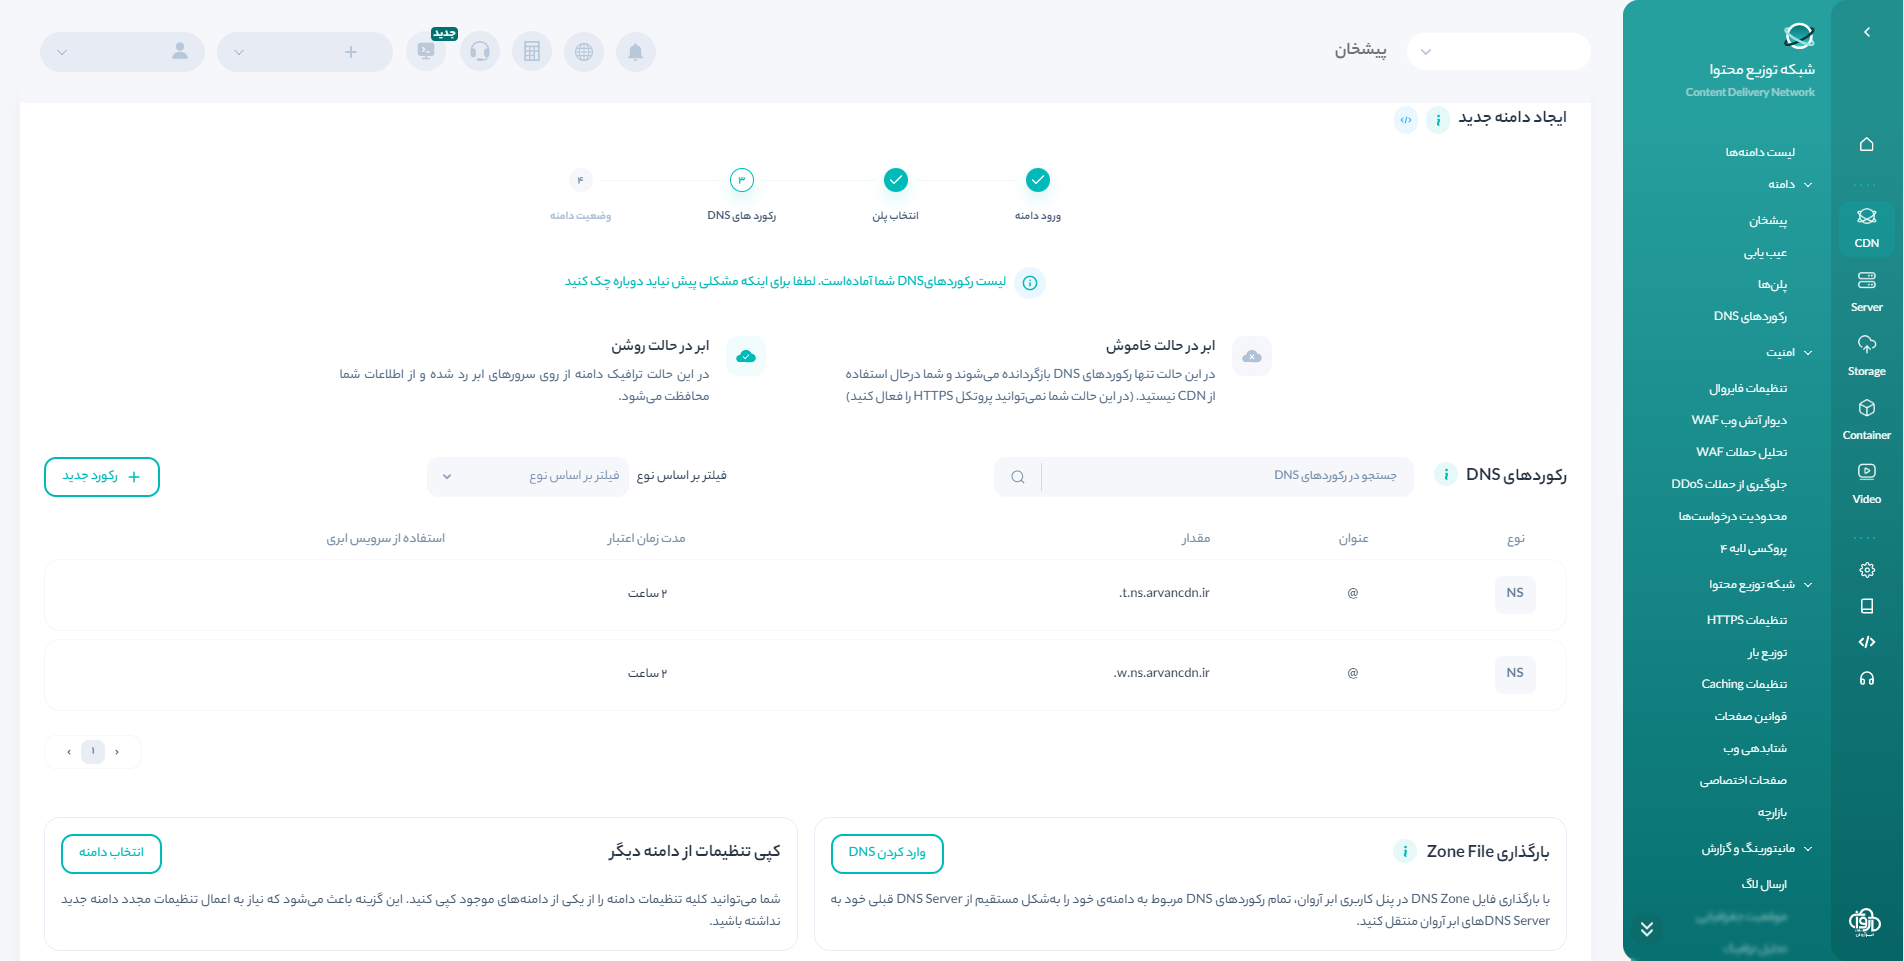 شبکه توزیع محتوا
Content Delivery Network
لیست دامنه‌ها
دامنه
پیشخان
عیب یابی
پلن‌ها
رکوردهای DNS
امنیت
تنظیمات فایروال
دیوار آتش وب WAF
تحلیل حملات WAF
جلوگیری از حملات DDoS
محدودیت درخواست‌ها
پروکسی لایه ۴
شبکه توزیع محتوا
تنظیمات HTTPS
توزیع بار
تنظیمات Caching
قوانین صفحات
شتابدهی وب
صفحات اختصاصی
بازارچه
مانیتورینگ و گزارش
ارسال لاگ
موقعیت جغرافیایی
تحلیل ترافیک
CDN
Server
Storage
Container
Video
پیشخان
جدید
ایجاد دامنه جدید
ورود دامنه
انتخاب پلن
۳
رکورد های DNS
۴
وضعیت دامنه
لیست رکوردهایDNS شما آماده‌است. لطفا برای اینکه مشکلی پیش نیاید دوباره چک کنید
ابر در حالت خاموش
در این حالت تنها رکوردهای DNS بازگردانده می‌شوند و شما درحال استفاده
از CDN نیستید. (در این حالت شما نمی‌توانید پروتکل HTTPS را فعال کنید)
ابر در حالت روشن
در این حالت ترافیک دامنه از روی سرورهای ابر رد شده و از اطلاعات شما
محافظت می‌شود.
رکوردهای DNS
جستجو در رکوردهای DNS
فیلتر بر اساس نوع
فیلتر بر اساس نوع
رکورد جدید
نوع عنوان مقدار مدت زمان اعتبار استفاده از سرویس ابری
NS @ t.ns.arvancdn.ir. ۲ ساعت
NS @ w.ns.arvancdn.ir. ۲ ساعت
۱
بارگذاری Zone File
وارد کردن DNS
با بارگذاری فایل DNS Zone در پنل کاربری ابر آروان، تمام رکوردهای DNS مربوط به دامنه‌ی خود را به‌شکل مستقیم از DNS Server قبلی خود به
DNS Serverهای ابر آروان منتقل کنید.
کپی تنظیمات از دامنه دیگر
انتخاب دامنه
شما می‌توانید کلیه تنظیمات دامنه را از یکی از دامنه‌های موجود کپی کنید. این گزینه باعث می‌شود که نیاز به اعمال تنظیمات مجدد دامنه جدید
نداشته باشید.